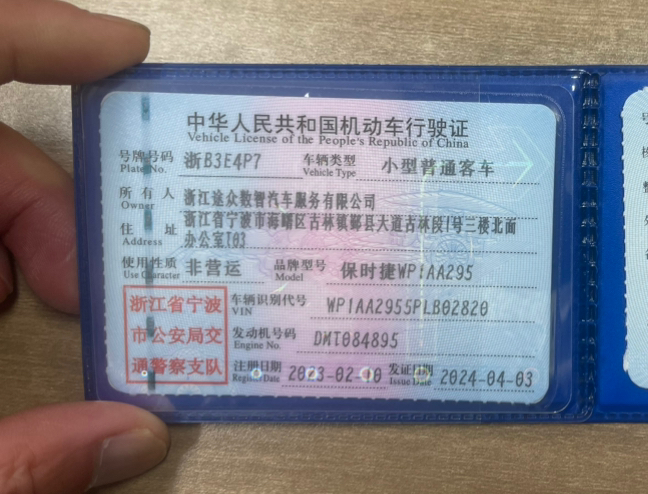 中华人民共和国机动车行驶证
Vehicle License of the People's Republic of China
号牌号码 浙B3E4P7 车辆类型 小型普通客车
Plate No. Vehicle Type
所有人 浙江途众数智汽车服务有限公司
Owner
住址 浙江省宁波市海曙区古林镇鄞县大道古林段1号三楼北面
Address 办公室103
使用性质 非营运 品牌型号 保时捷WP1AA295
Use Character Model
浙江省宁波
市公安局交
通警察支队
车辆识别代号 WP1AA2955PLB02820
VIN
发动机号码 DMT084895
Engine No.
注册日期 2023-02-10 发证日期 2024-04-03
Register Date Issue Date